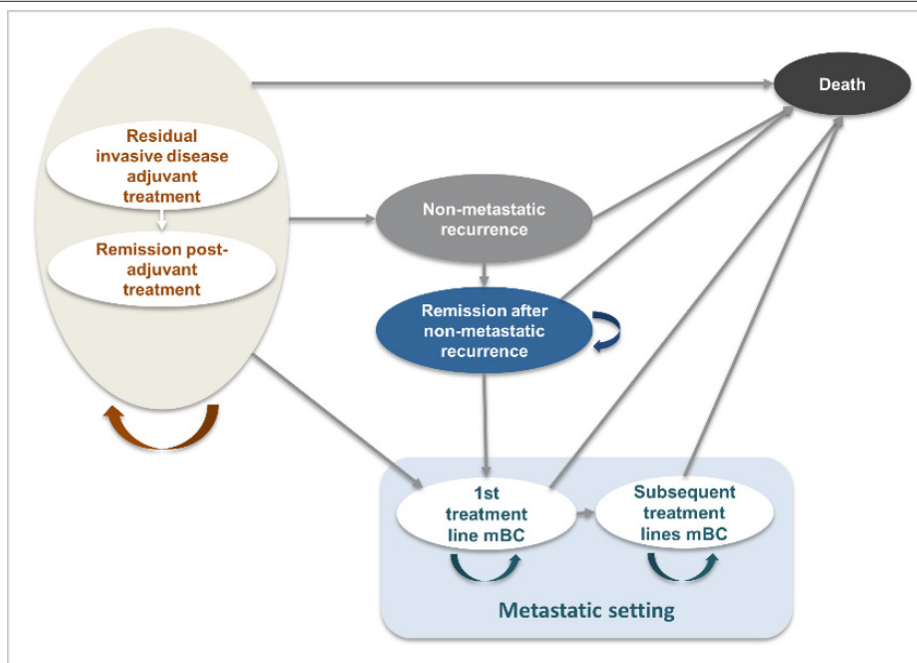 Death
Residual
invasive disease
adjuvant
treatment
Non-metastatic
recurrence
Remission post-
adjuvant
treatment
Remission after
non-metastatic
recurrence
1st
treatment
line mBC
Subsequent
treatment
lines mBC
Metastatic setting